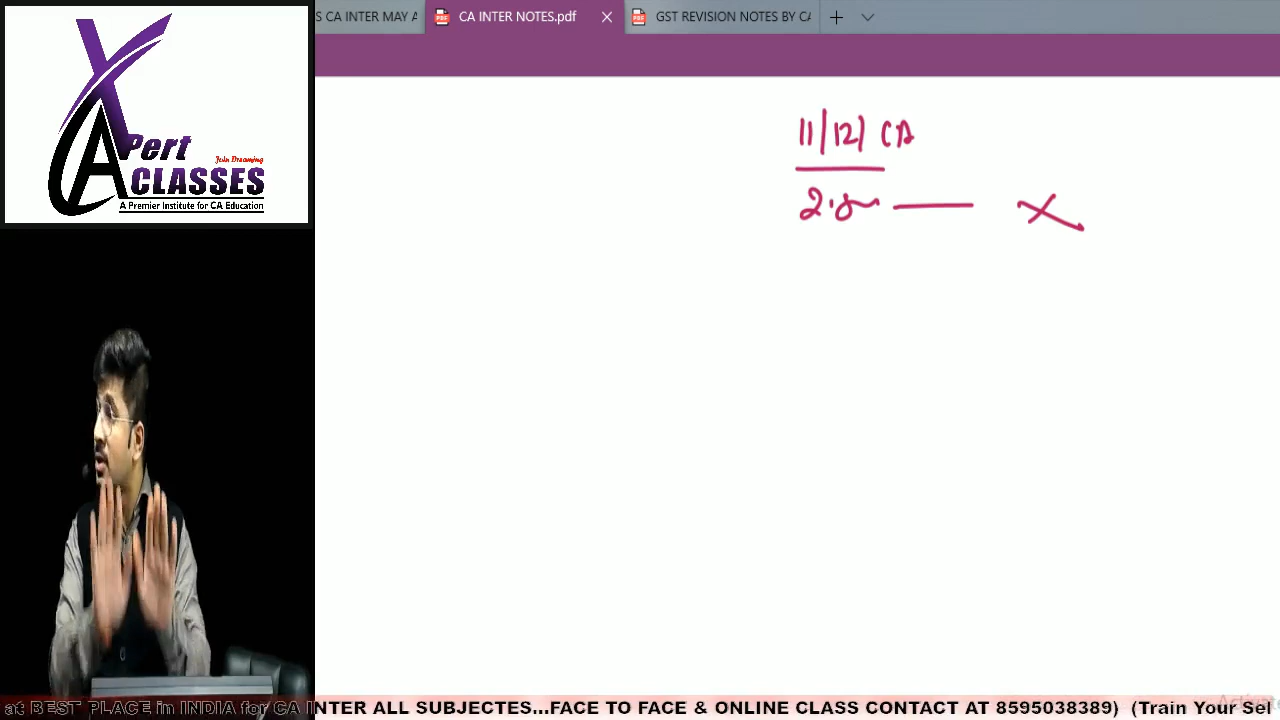 S CA INTER MAY A
CA INTER NOTES.pdf
GST REVISION NOTES BY CA
XPert
Join Dreaming
CA CLASSES
A Premier Institute for CA Education
11/12/ CA
at BEST PLACE in INDIA for CA INTER ALL SUBJECTES...FACE TO FACE & ONLINE CLASS CONTACT AT 8595038389) (Train Your Sel